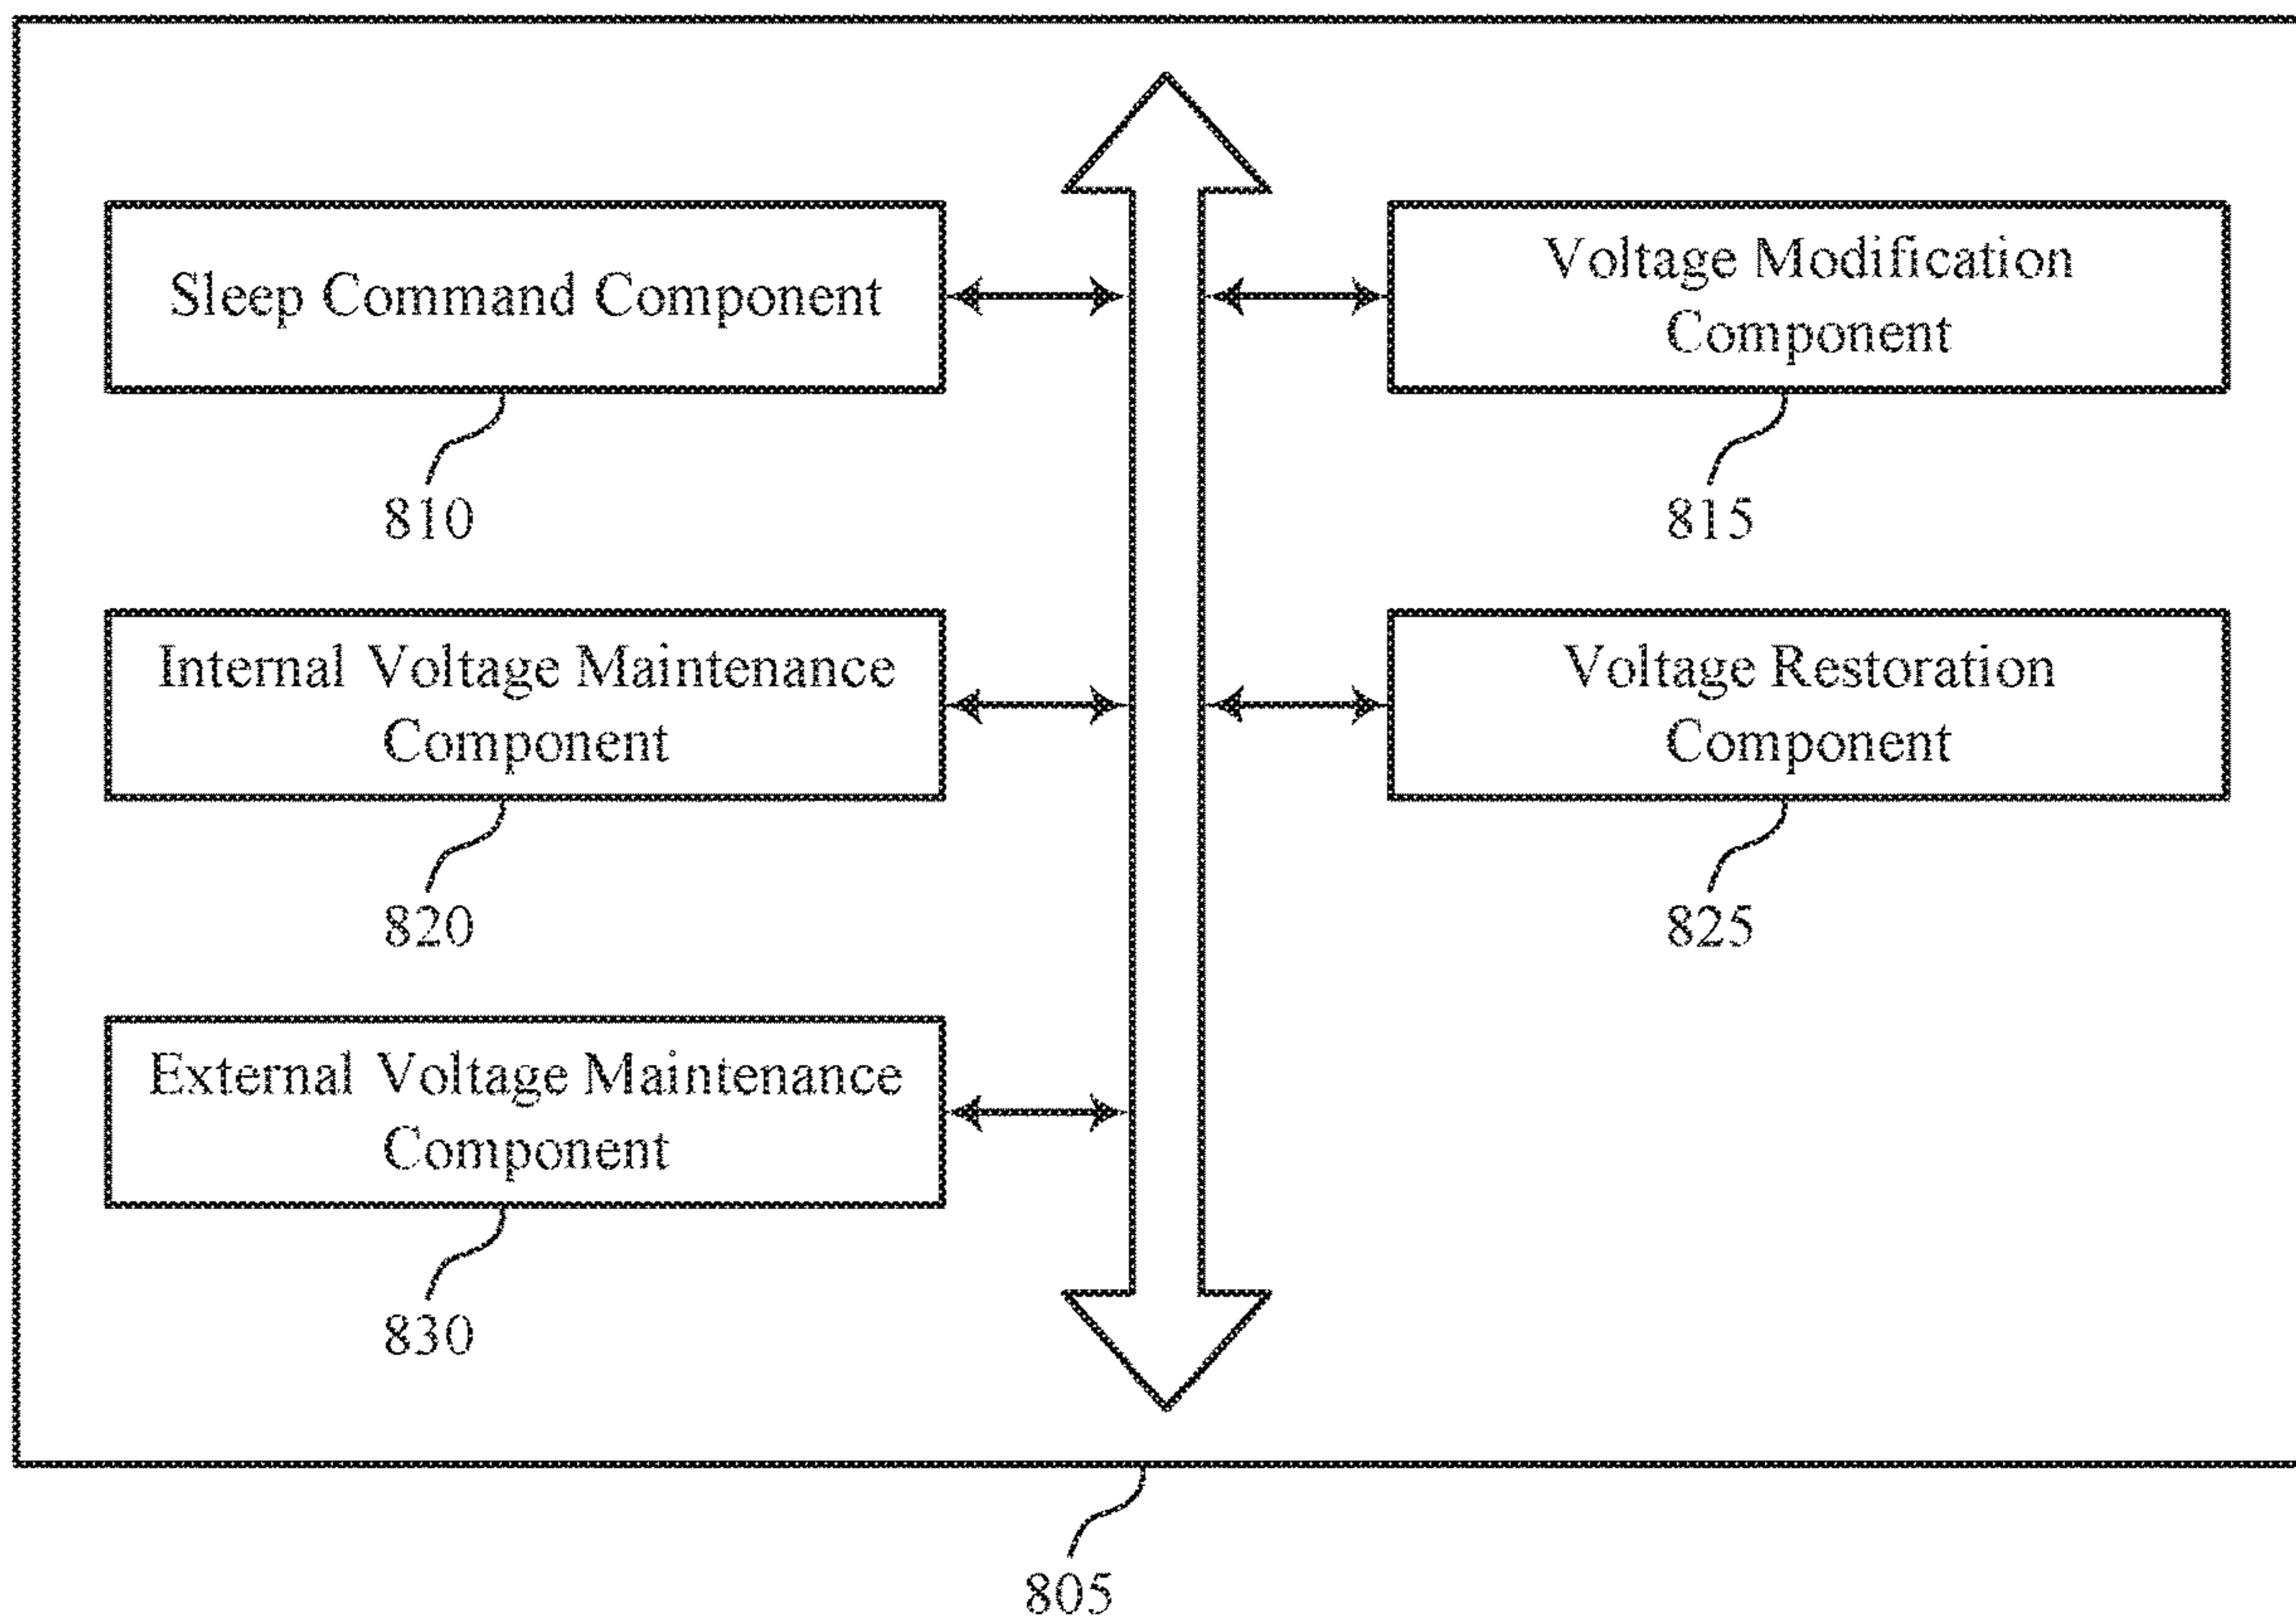 Sleep Command Component
810
Voltage Modification
Component
815
Internal Voltage Maintenance
Component
820
Voltage Restoration
Component
825
External Voltage Maintenance
Component
830
805